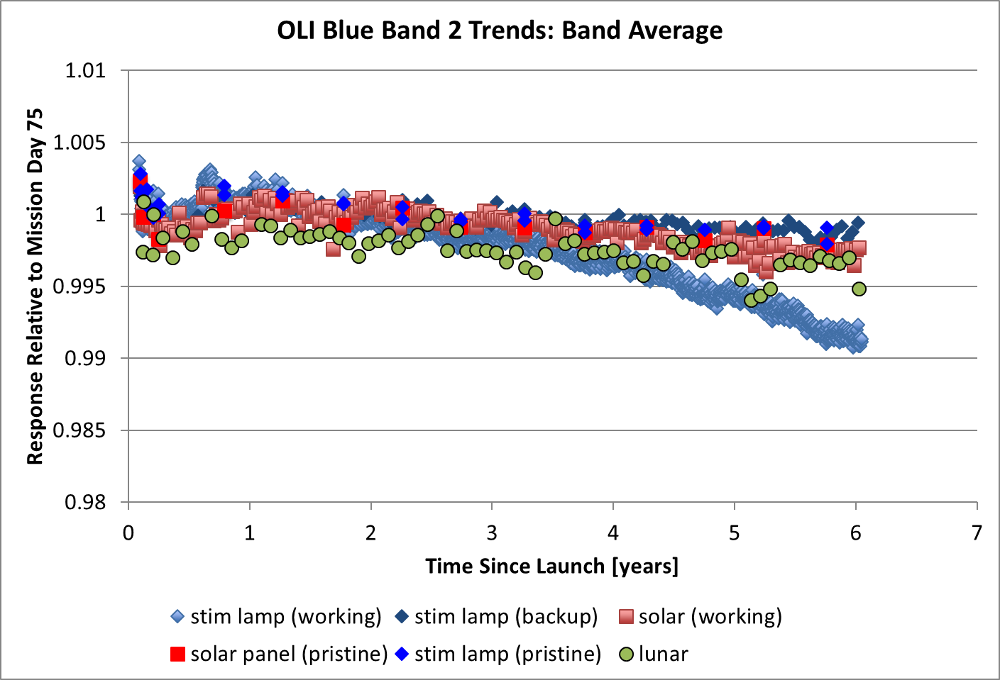 OLI Blue Band 2 Trends: Band Average
Response Relative to Mission Day 75
1.01
1.005
1
0.995
0.99
0.985
0.98
0 1 2 3 4 5 6 7
Time Since Launch [years]
stim lamp (working) stim lamp (backup) solar (working)
solar panel (pristine) stim lamp (pristine) lunar